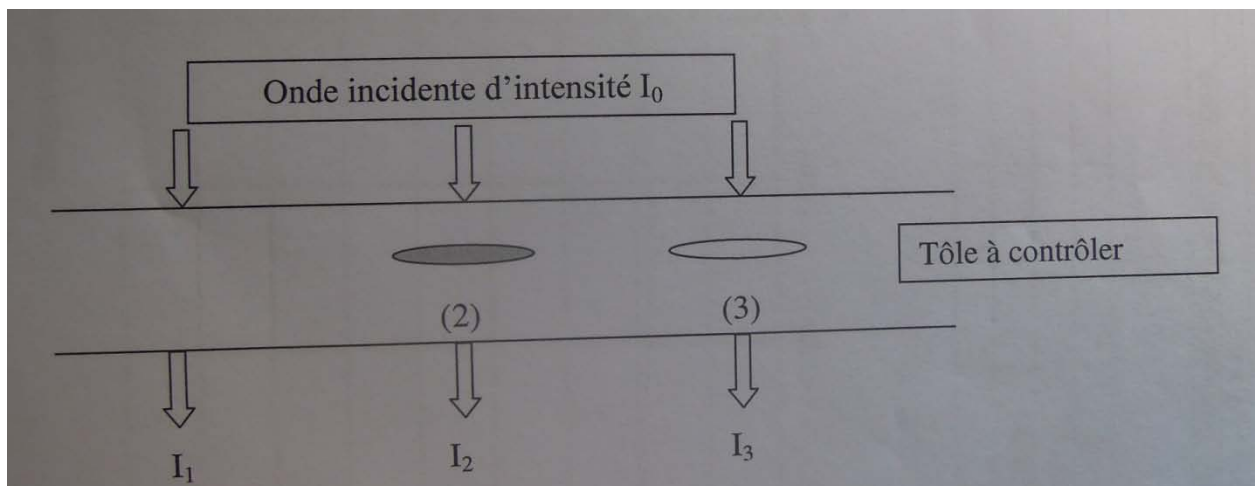 Onde incidente d'intensité I₀
Tôle à contrôler
(2)
(3)
I₁
I₂
I₃